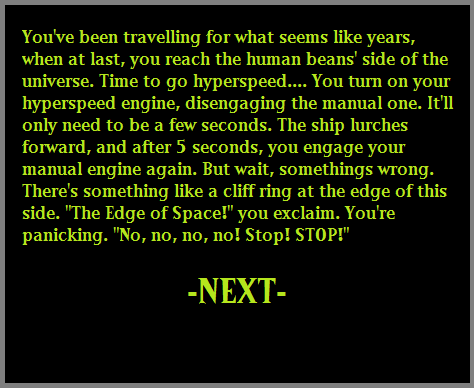 You've been travelling for what seems like years,
when at last, you reach the human beans' side of the
universe. Time to go hyperspeed.... You turn on your
hyperspeed engine, disengaging the manual one. It'll
only need to be a few seconds. The ship lurches
forward, and after 5 seconds, you engage your
manual engine again. But wait, somethings wrong.
There's something like a cliff ring at the edge of this
side. "The Edge of Space!" you exclaim. You're
panicking. "No, no, no, no! Stop! STOP!"
-NEXT-